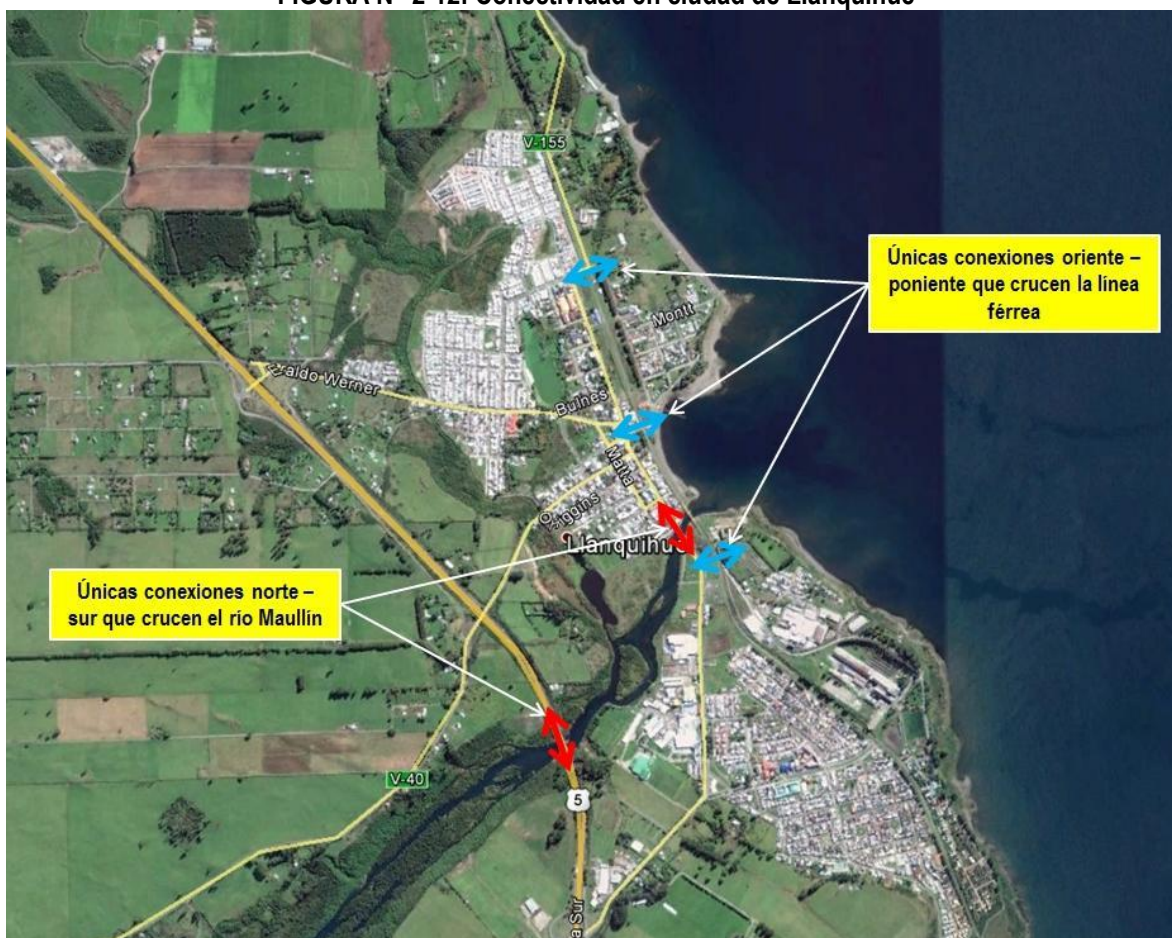 FIGURA N° 2-12: Conectividad en ciudad de Llanquihue
V-155
Únicas conexiones oriente –
poniente que crucen la línea
férrea
Montt
Eraldo Werner
Bulnes
Matta
O'Higgins
Llanquihue
Únicas conexiones norte –
sur que crucen el río Maullín
V-40
5
a Sur